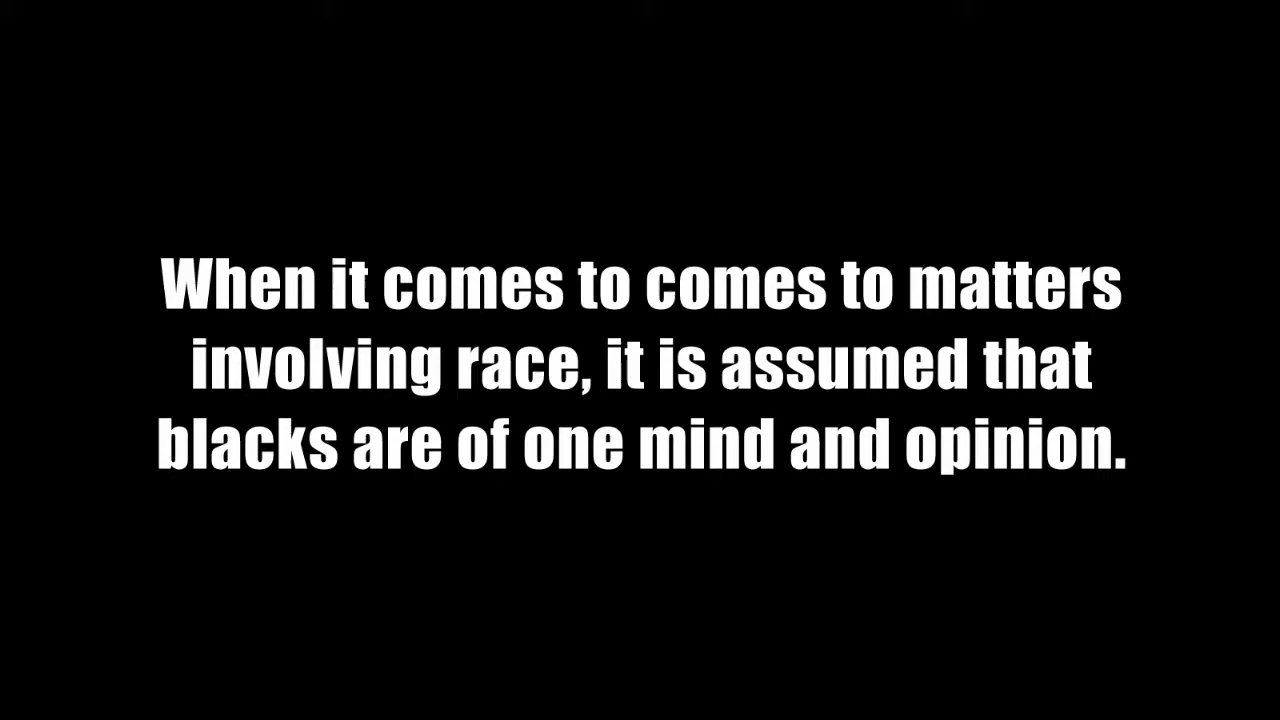 When it comes to comes to matters
involving race, it is assumed that
blacks are of one mind and opinion.